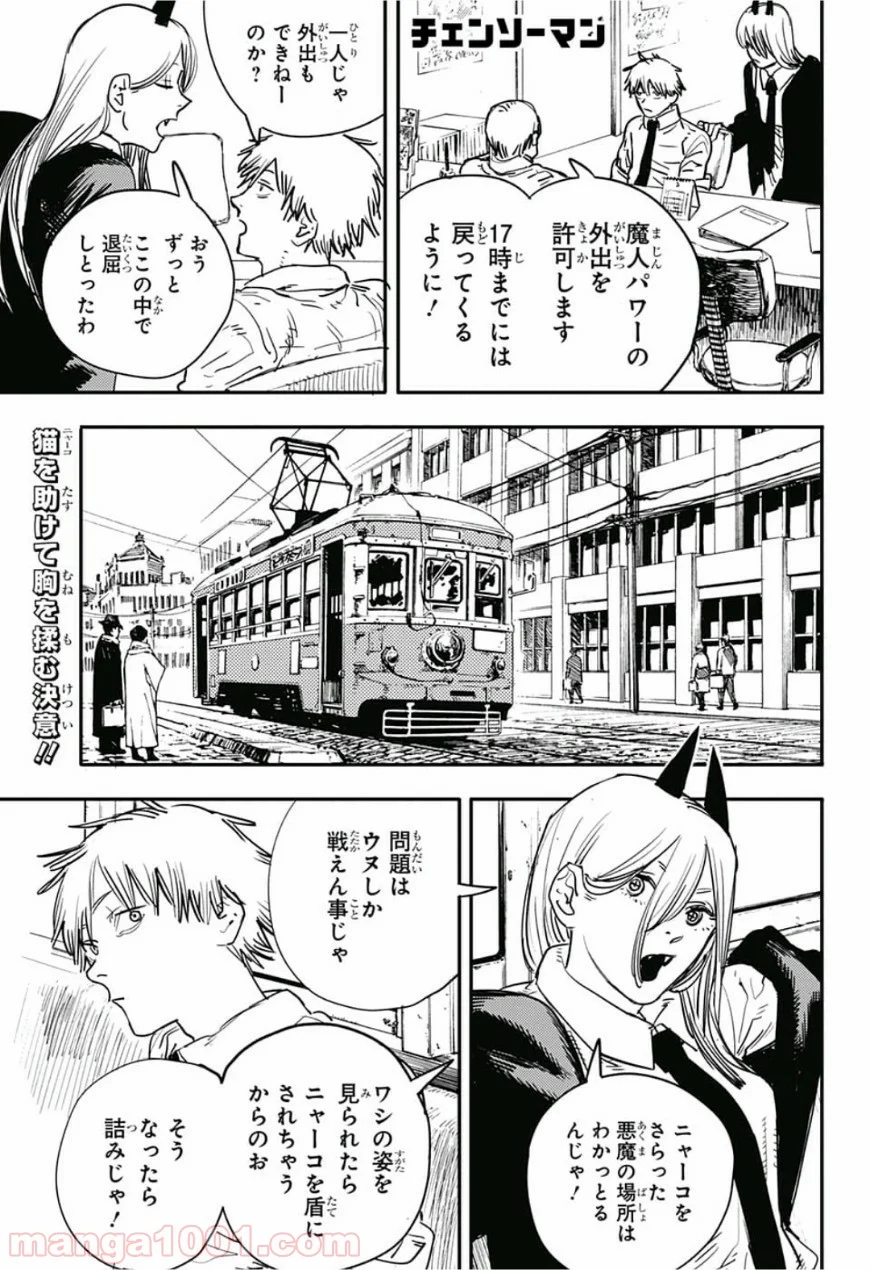 チェンソーマン
魔人パワーの
外出を
許可します
17時までには
戻ってくる
ように！
一人じゃ
外出も
できねー
のか？
おう
ずっと
ここの中で
退屈
しとったわ
猫を助けて胸を揉む決意!!
ニャーコを
さらった
悪魔の場所は
わかっとる
んじゃ！
問題は
ウヌしか
戦えん事じゃ
ワシの姿を
見られたら
ニャーコを盾に
されちゃう
からのお
そう
なったら
詰みじゃ！
manga1001.com